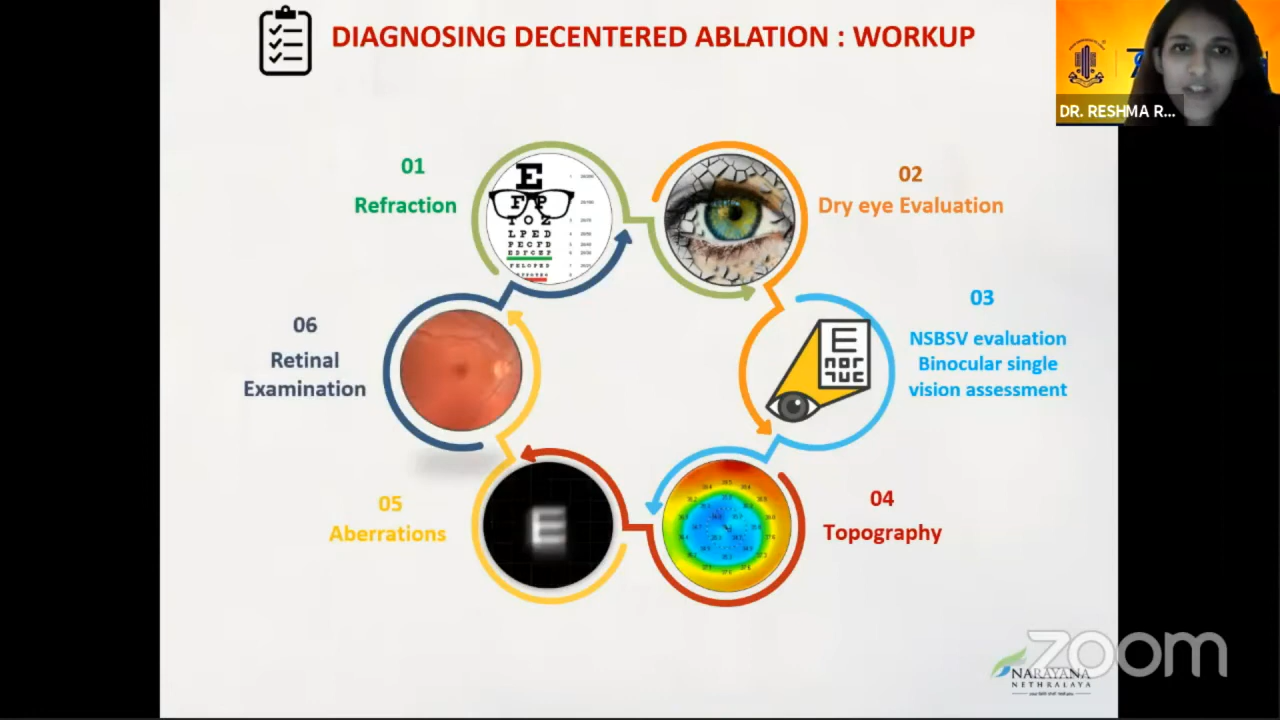 DIAGNOSING DECENTERED ABLATION : WORKUP
DR. RESHMA R...
01
Refraction
02
Dry eye Evaluation
03
NSBSV evaluation
Binocular single
vision assessment
04
Topography
05
Aberrations
06
Retinal
Examination
E
F P
T O Z
L P E D
P E C F D
E D F C Z P
E
E
zoom
NARAYANA
NETHRALAYA